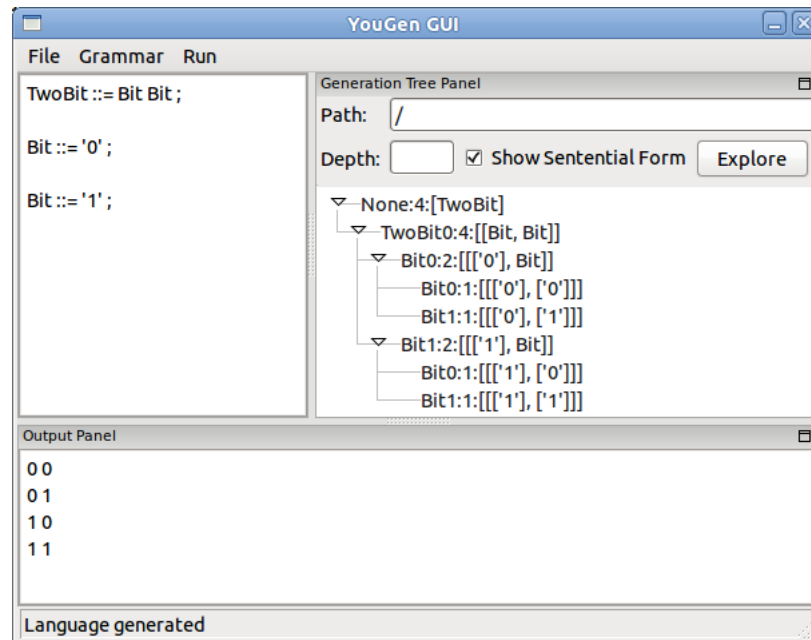 YouGen GUI
File Grammar Run
TwoBit ::= Bit Bit ;
Bit ::= '0' ;
Bit ::= '1' ;
Generation Tree Panel
Path: /
Depth: Show Sentential Form Explore
None:4:[TwoBit]
TwoBit0:4:[[Bit, Bit]]
Bit0:2:[[['0'], Bit]]
Bit0:1:[[['0'], ['0']]]
Bit1:1:[[['0'], ['1']]]
Bit1:2:[[['1'], Bit]]
Bit0:1:[[['1'], ['0']]]
Bit1:1:[[['1'], ['1']]]
Output Panel
0 0
0 1
1 0
1 1
Language generated